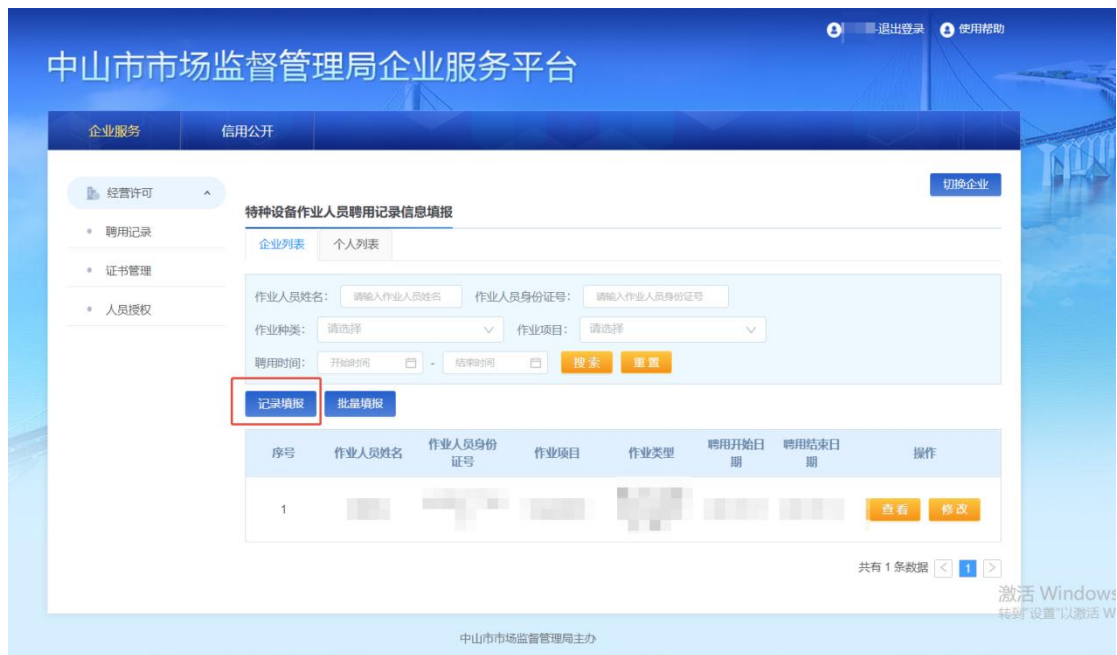 退出登录 使用帮助
中山市市场监督管理局企业服务平台
企业服务 信用公开
切换企业
经营许可
聘用记录
证书管理
人员授权
特种设备作业人员聘用记录信息填报
企业列表 个人列表
作业人员姓名: 请输入作业人员姓名 作业人员身份证号: 请输入作业人员身份证号
作业种类: 请选择 作业项目: 请选择
聘用时间: 开始时间 - 结束时间 搜索 重置
记录填报 批量填报
序号 作业人员姓名 作业人员身份证号 作业项目 作业类型 聘用开始日期 聘用结束日期 操作
1 查看 修改
共有 1 条数据 < 1 >
激活 Windows
转到"设置"以激活 W
中山市市场监督管理局主办